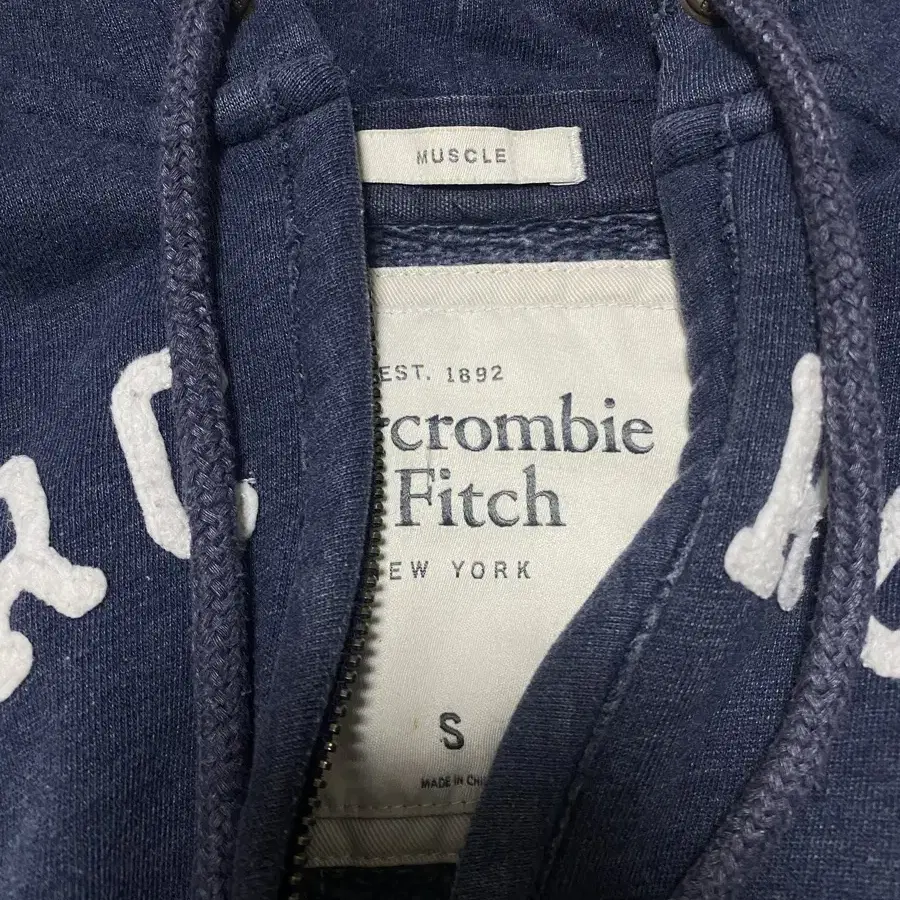 MUSCLE
EST. 1892
crombie
Fitch
EW YORK
S
MADE IN CHI